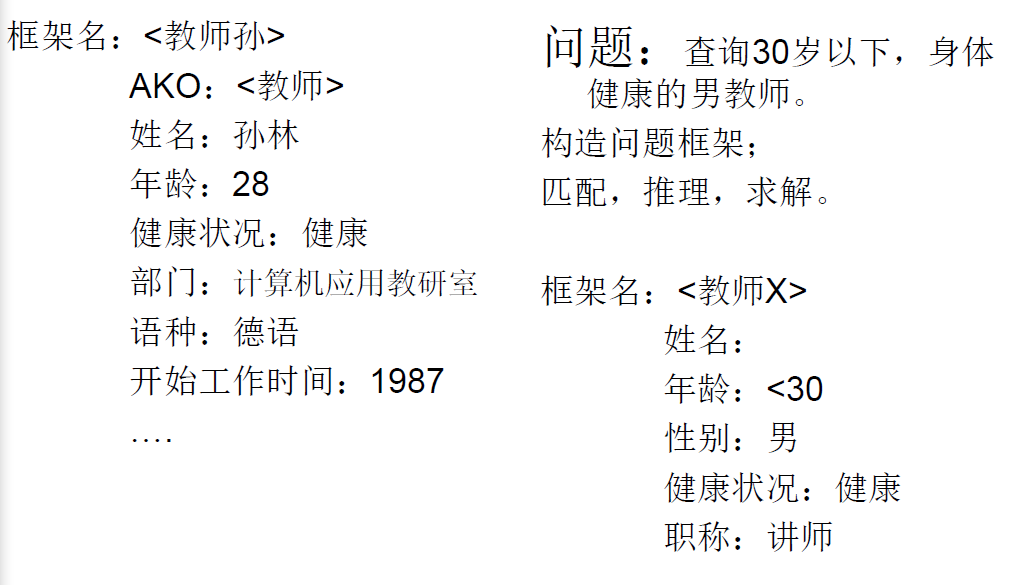 框架名：<教师孙>
AKO：<教师>
姓名：孙林
年龄：28
健康状况：健康
部门：计算机应用教研室
语种：德语
开始工作时间：1987
....
问题： 查询30岁以下，身体
健康的男教师。
构造问题框架；
匹配，推理，求解。
框架名：<教师X>
姓名：
年龄：<30
性别：男
健康状况：健康
职称：讲师